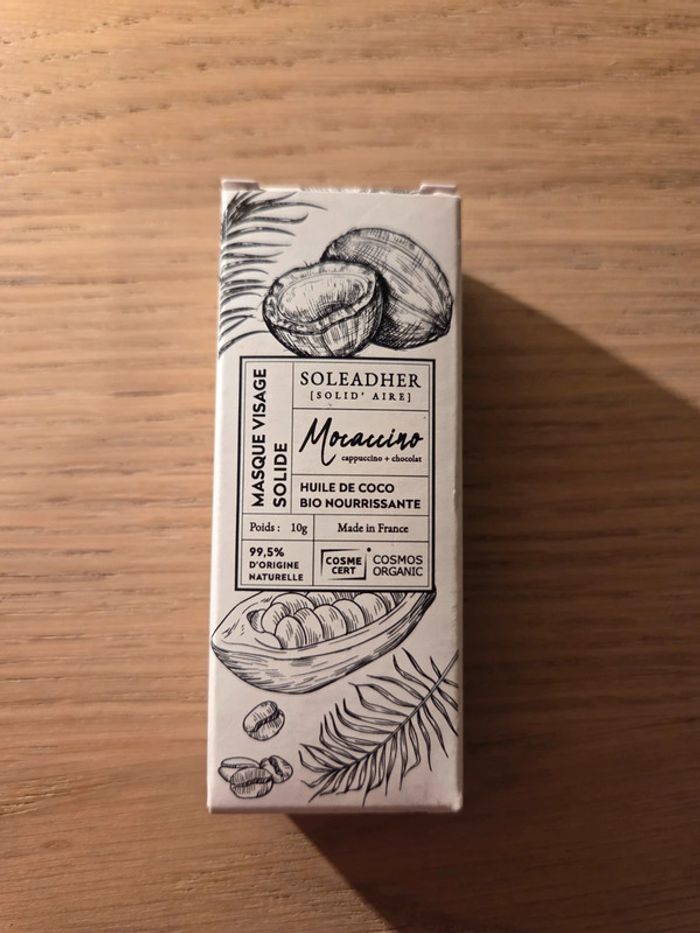 MASQUE VISAGE
SOLIDE
SOLEADHER
[SOLID' AIRE]
Mocaccino
cappuccino + chocolat
HUILE DE COCO
BIO NOURRISSANTE
Poids : 10g
Made in France
99,5%
D'ORIGINE
NATURELLE
COSME
CERT
COSMOS
ORGANIC